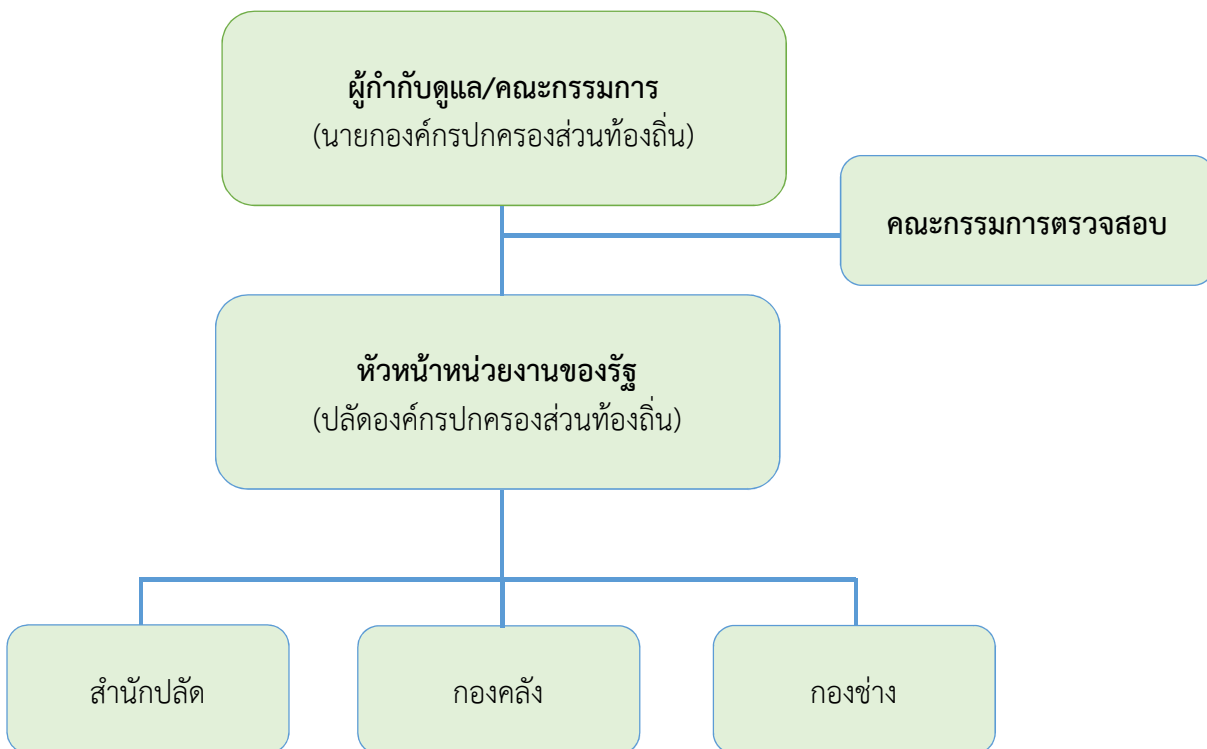 ผู้กำกับดูแล/คณะกรรมการ
(นายกองค์กรปกครองส่วนท้องถิ่น)
คณะกรรมการตรวจสอบ
หัวหน้าหน่วยงานของรัฐ
(ปลัดองค์กรปกครองส่วนท้องถิ่น)
สำนักปลัด
กองคลัง
กองช่าง